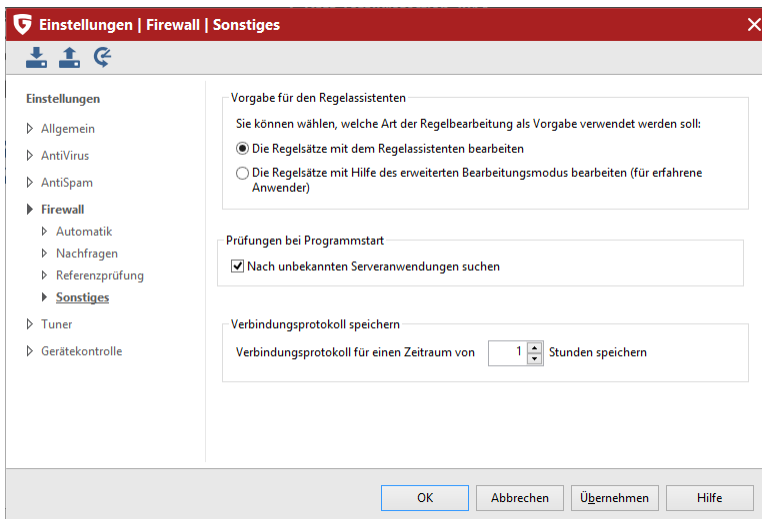 Einstellungen | Firewall | Sonstiges
Einstellungen
Allgemein
AntiVirus
AntiSpam
Firewall
Automatik
Nachfragen
Referenzprüfung
Sonstiges
Tuner
Gerätekontrolle
Vorgabe für den Regelassistenten
Sie können wählen, welche Art der Regelbearbeitung als Vorgabe verwendet werden soll:
Die Regelsätze mit dem Regelassistenten bearbeiten
Die Regelsätze mit Hilfe des erweiterten Bearbeitungsmodus bearbeiten (für erfahrene
Anwender)
Prüfungen bei Programmstart
Nach unbekannten Serveranwendungen suchen
Verbindungsprotokoll speichern
Verbindungsprotokoll für einen Zeitraum von 1 Stunden speichern
OK
Abbrechen
Übernehmen
Hilfe